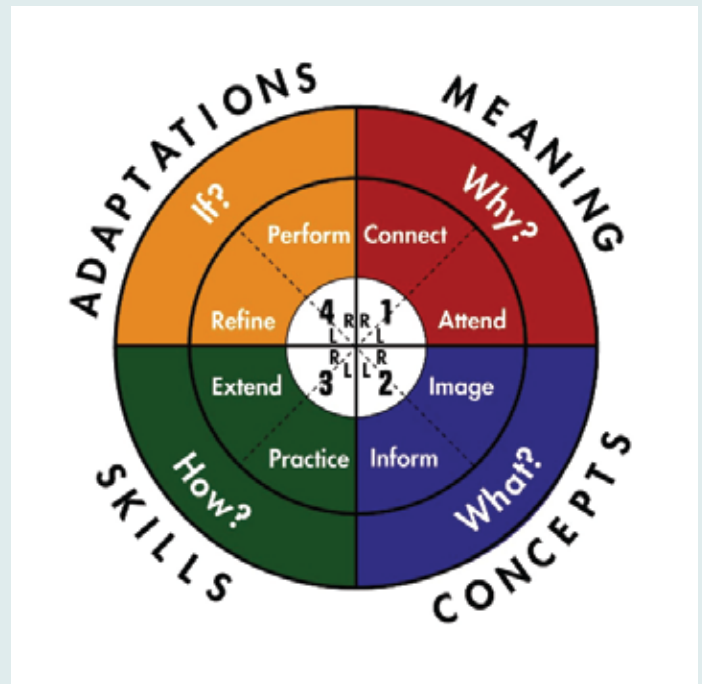 ADAPTATIONS
MEANING
If?
Why?
Perform
Connect
Refine
Attend
4
R
R
1
L
L
R
R
3
L
L
2
Extend
Image
Practice
Inform
How?
What?
SKILLS
CONCEPTS